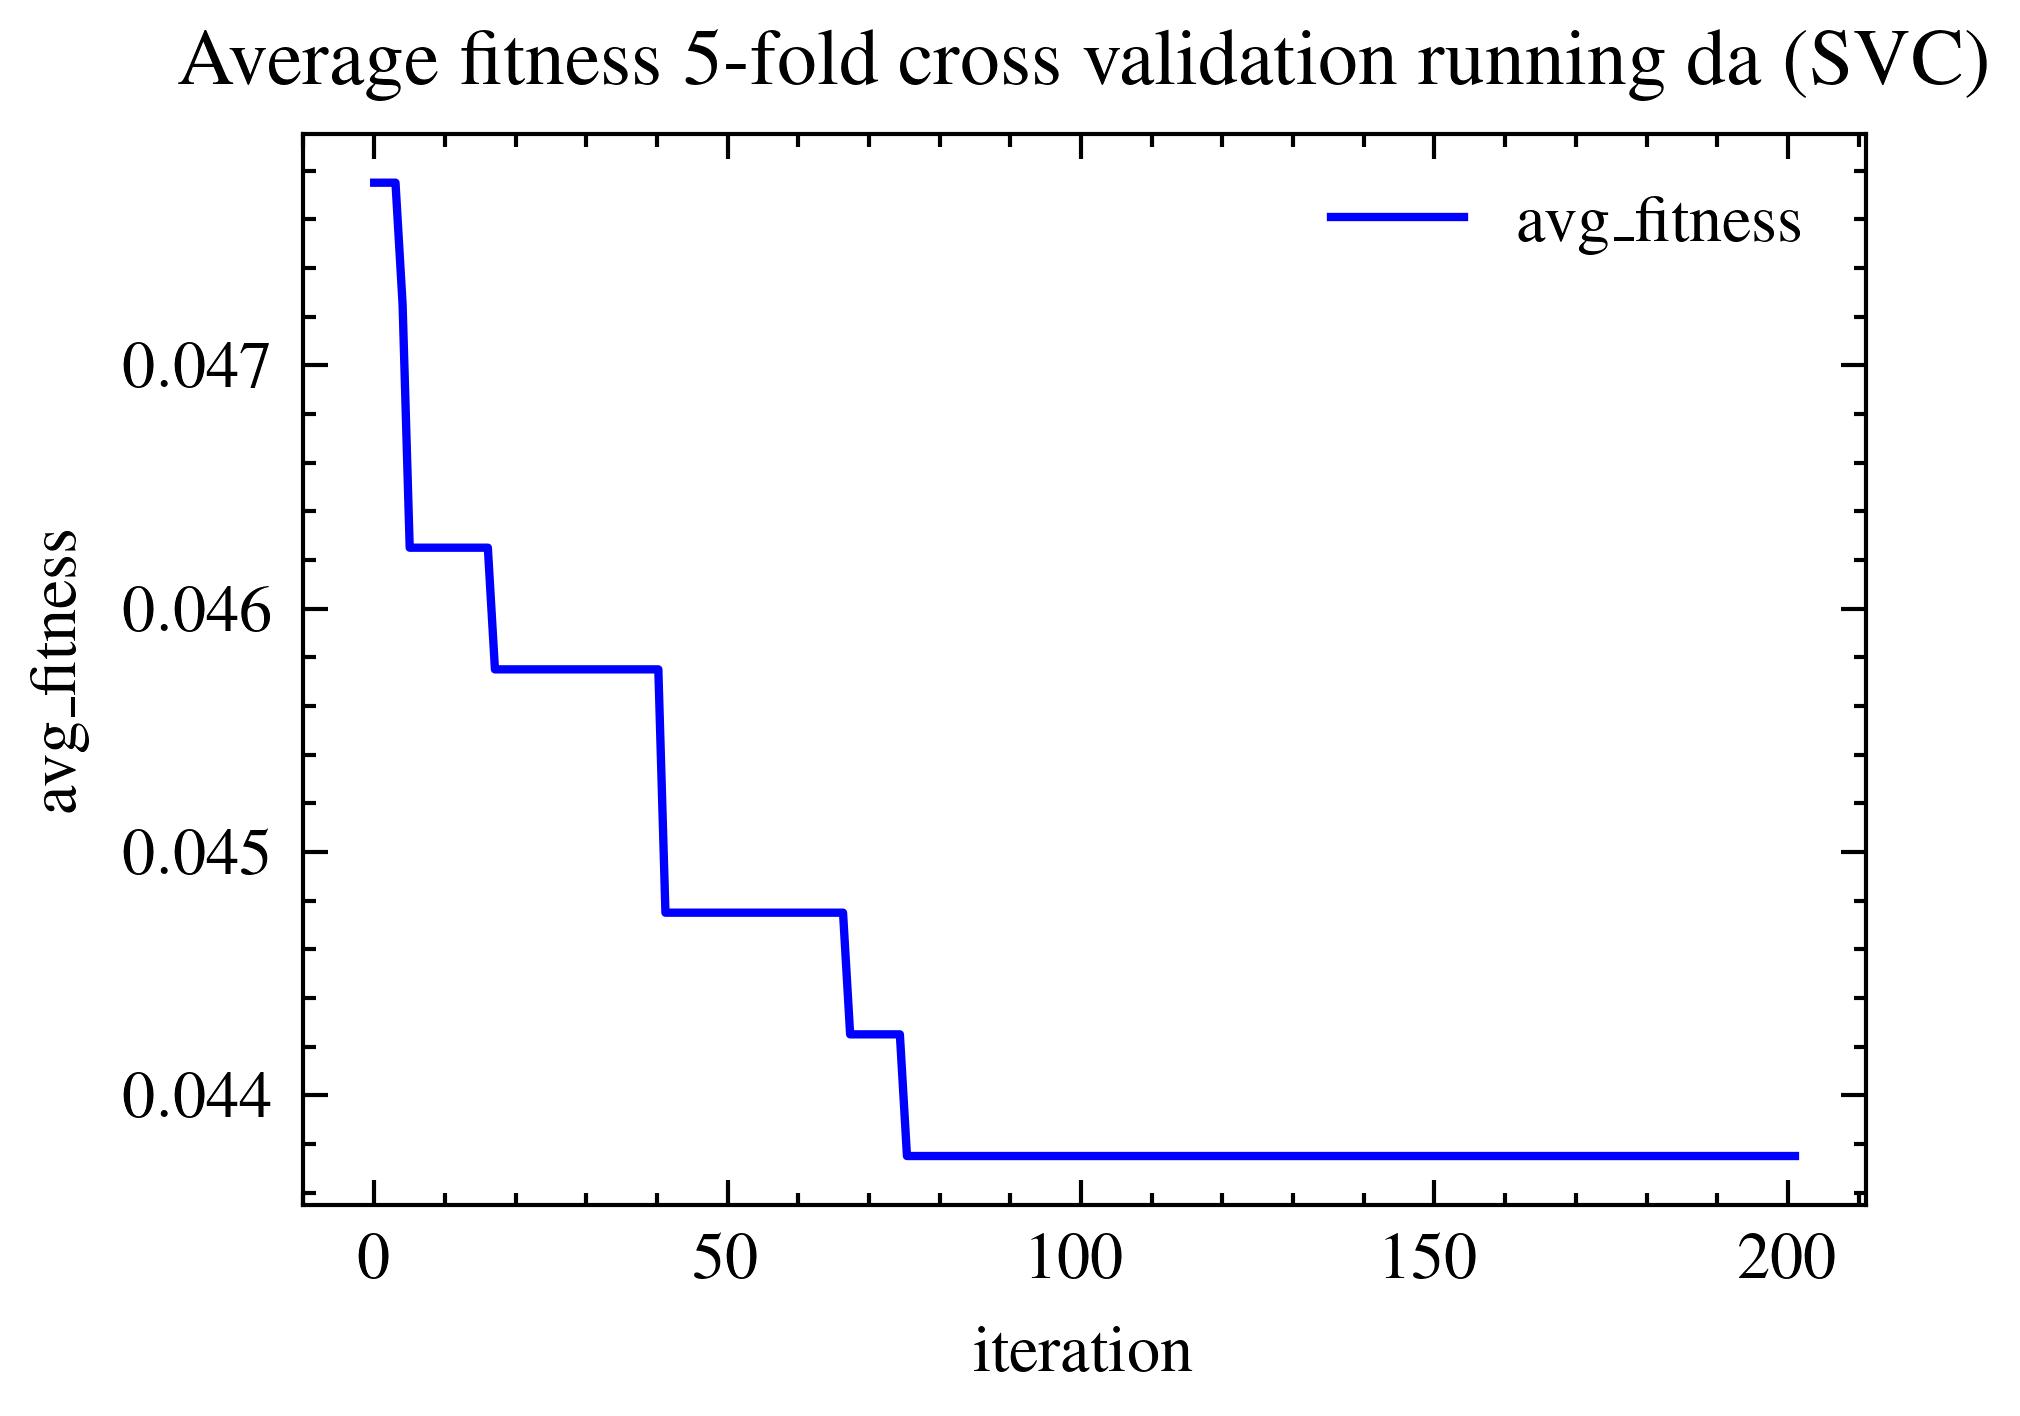 Average fitness 5-fold cross validation running da (SVC)
avg_fitness
0.047
0.046
0.045
0.044
avg_fitness
0 50 100 150 200
iteration